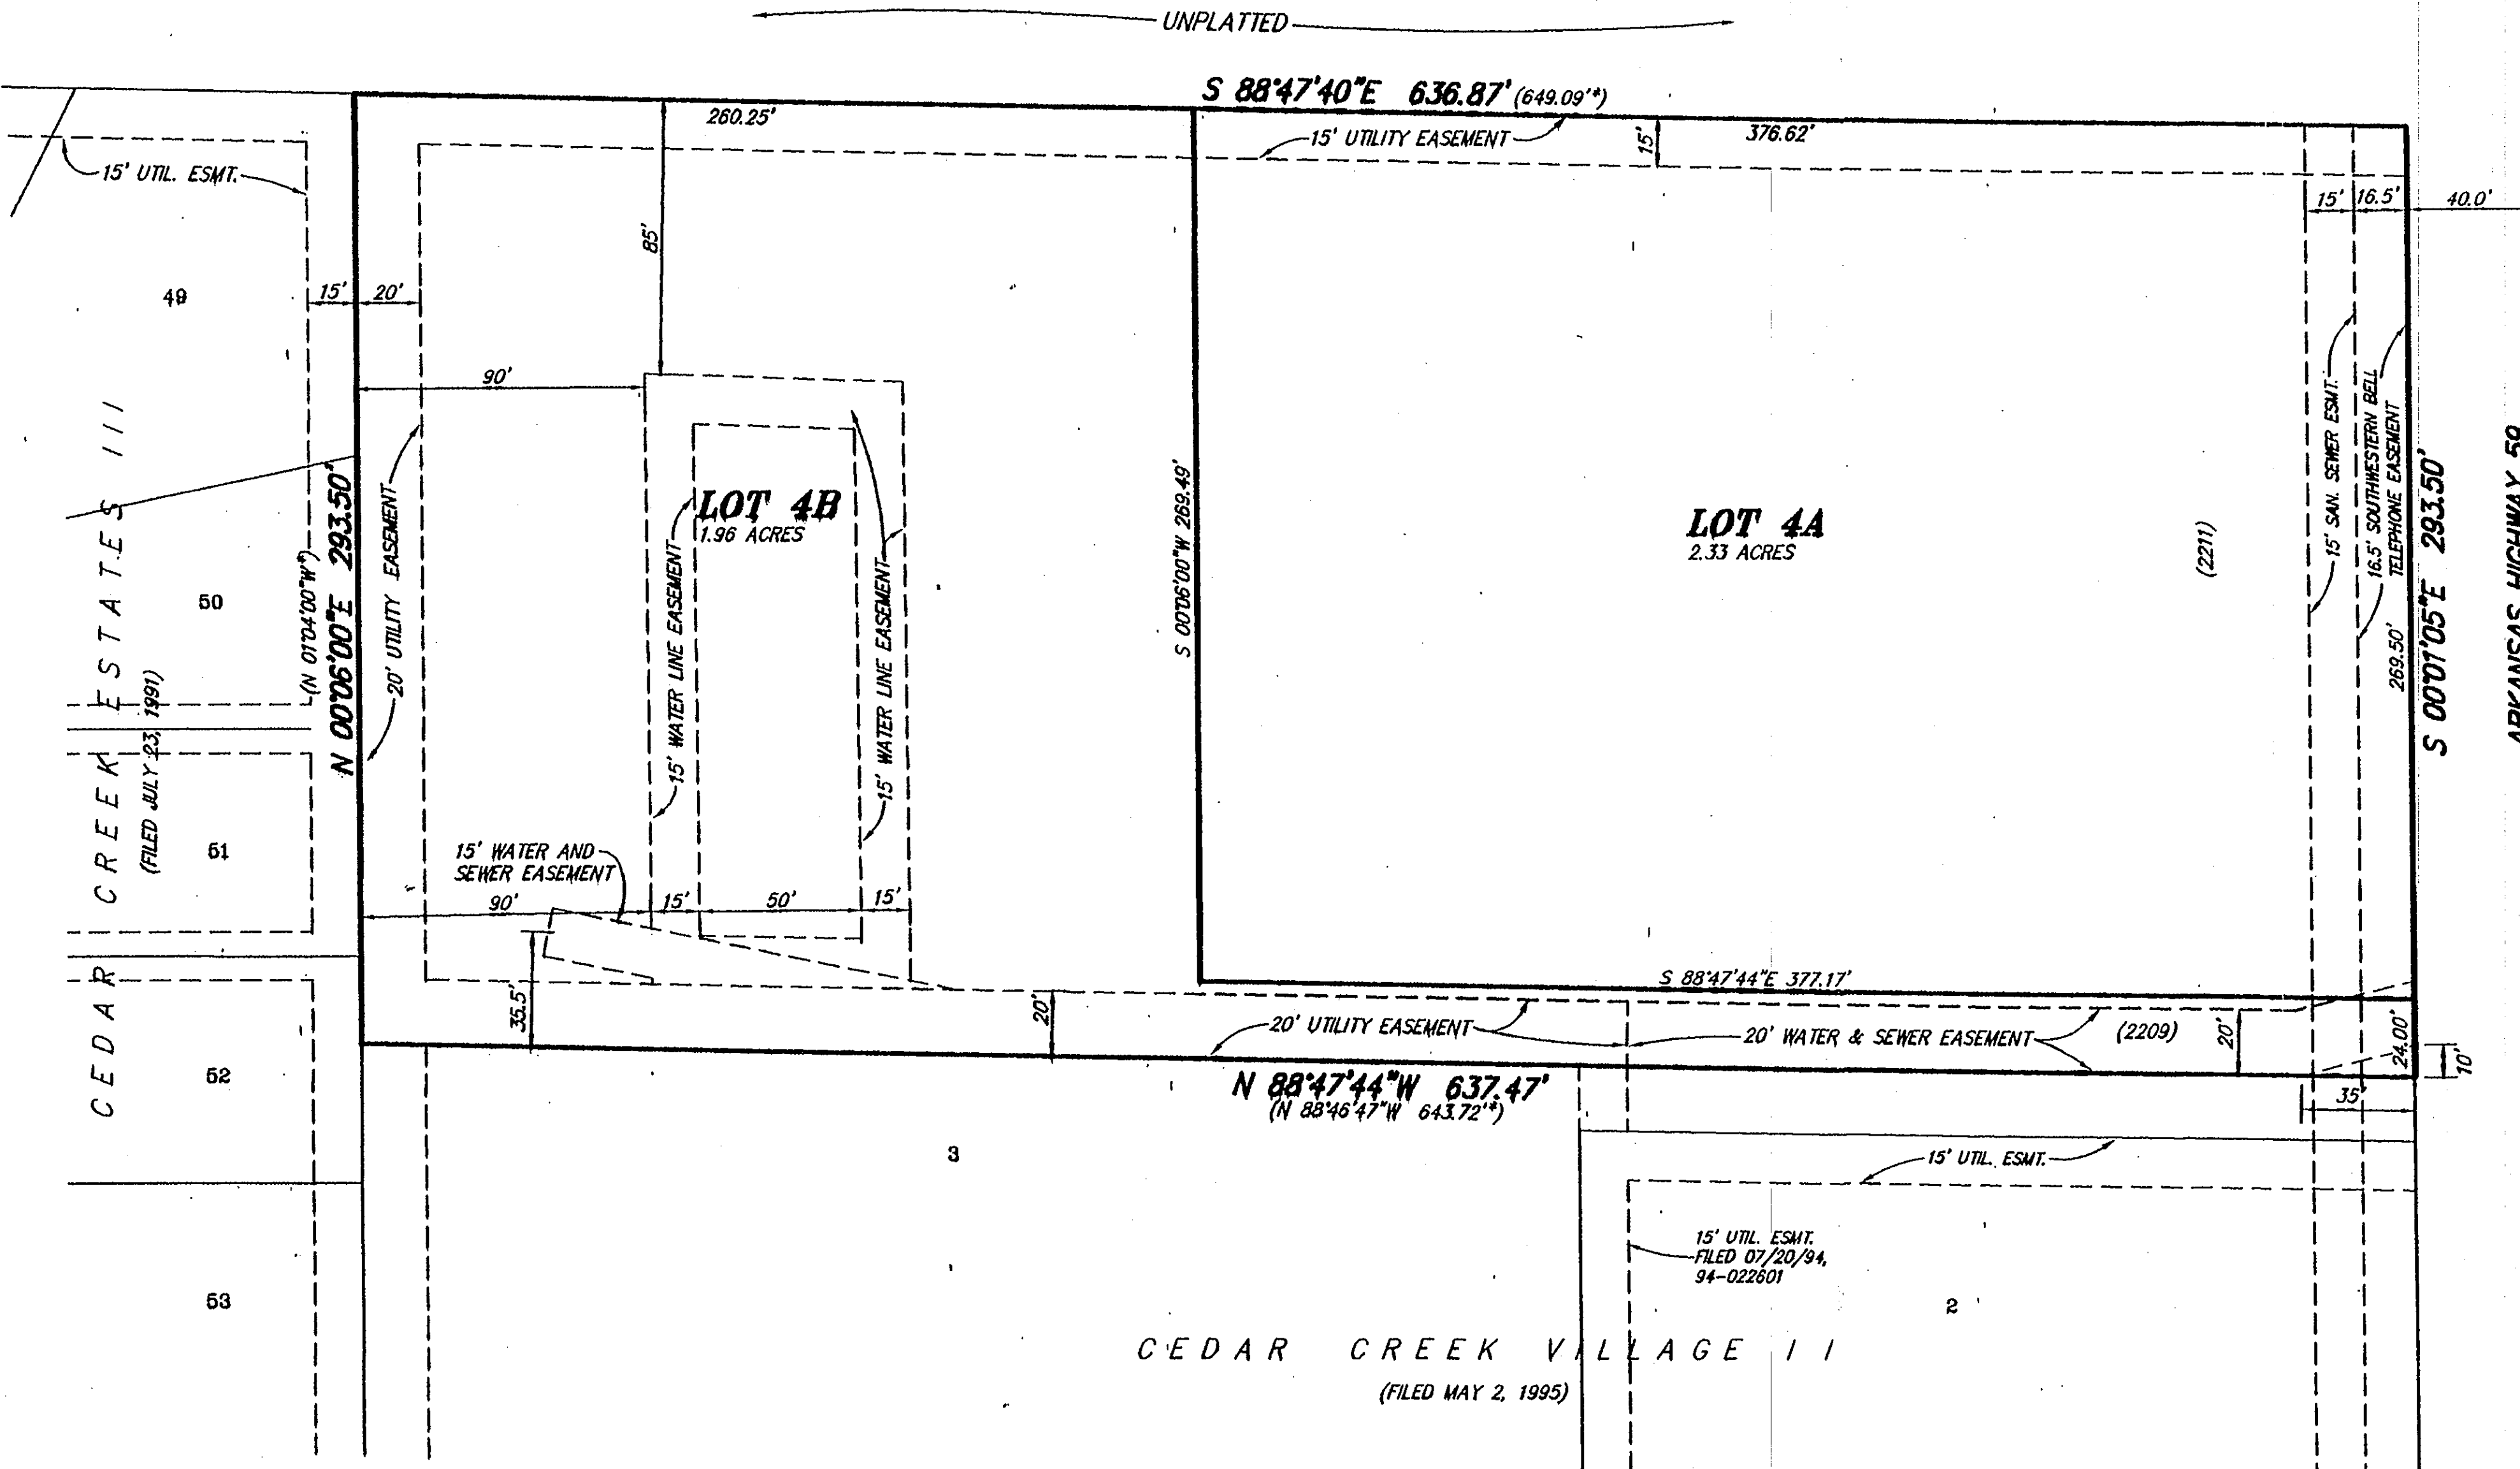 UNPLATTED
S 88°47'40"E 636.87' (649.09'*)
260.25'
15' UTILITY EASEMENT
15'
376.62'
15' UTIL. ESMT.
15'
16.5'
40.0'
85'
49
15'
20'
90'
CEDAR CREEK ESTATES III
(FILED JULY 23, 1991)
(N 01°04'00"W*)
N 00°06'00"E 293.50'
20' UTILITY EASEMENT
LOT 4B
1.96 ACRES
15' WATER LINE EASEMENT
15' WATER LINE EASEMENT
S 00°06'00"W 269.49'
LOT 4A
2.33 ACRES
(2211)
15' SAN. SEWER ESMT.
16.5' SOUTHWESTERN BELL
TELEPHONE EASEMENT
269.50'
S 00°01'05"E 293.50'
ARKANSAS HIGHWAY 59
50
51
15' WATER AND
SEWER EASEMENT
90'
15'
50'
15'
35.5'
20'
S 88°47'44"E 377.17'
20' UTILITY EASEMENT
20' WATER & SEWER EASEMENT
(2209)
20'
24.00'
10'
52
N 88°47'44"W 637.47'
(N 88°46'47"W 643.72'*)
35'
3
15' UTIL. ESMT.
15' UTIL. ESMT.
FILED 07/20/94,
94-022601
53
2
CEDAR CREEK VILLAGE II
(FILED MAY 2, 1995)